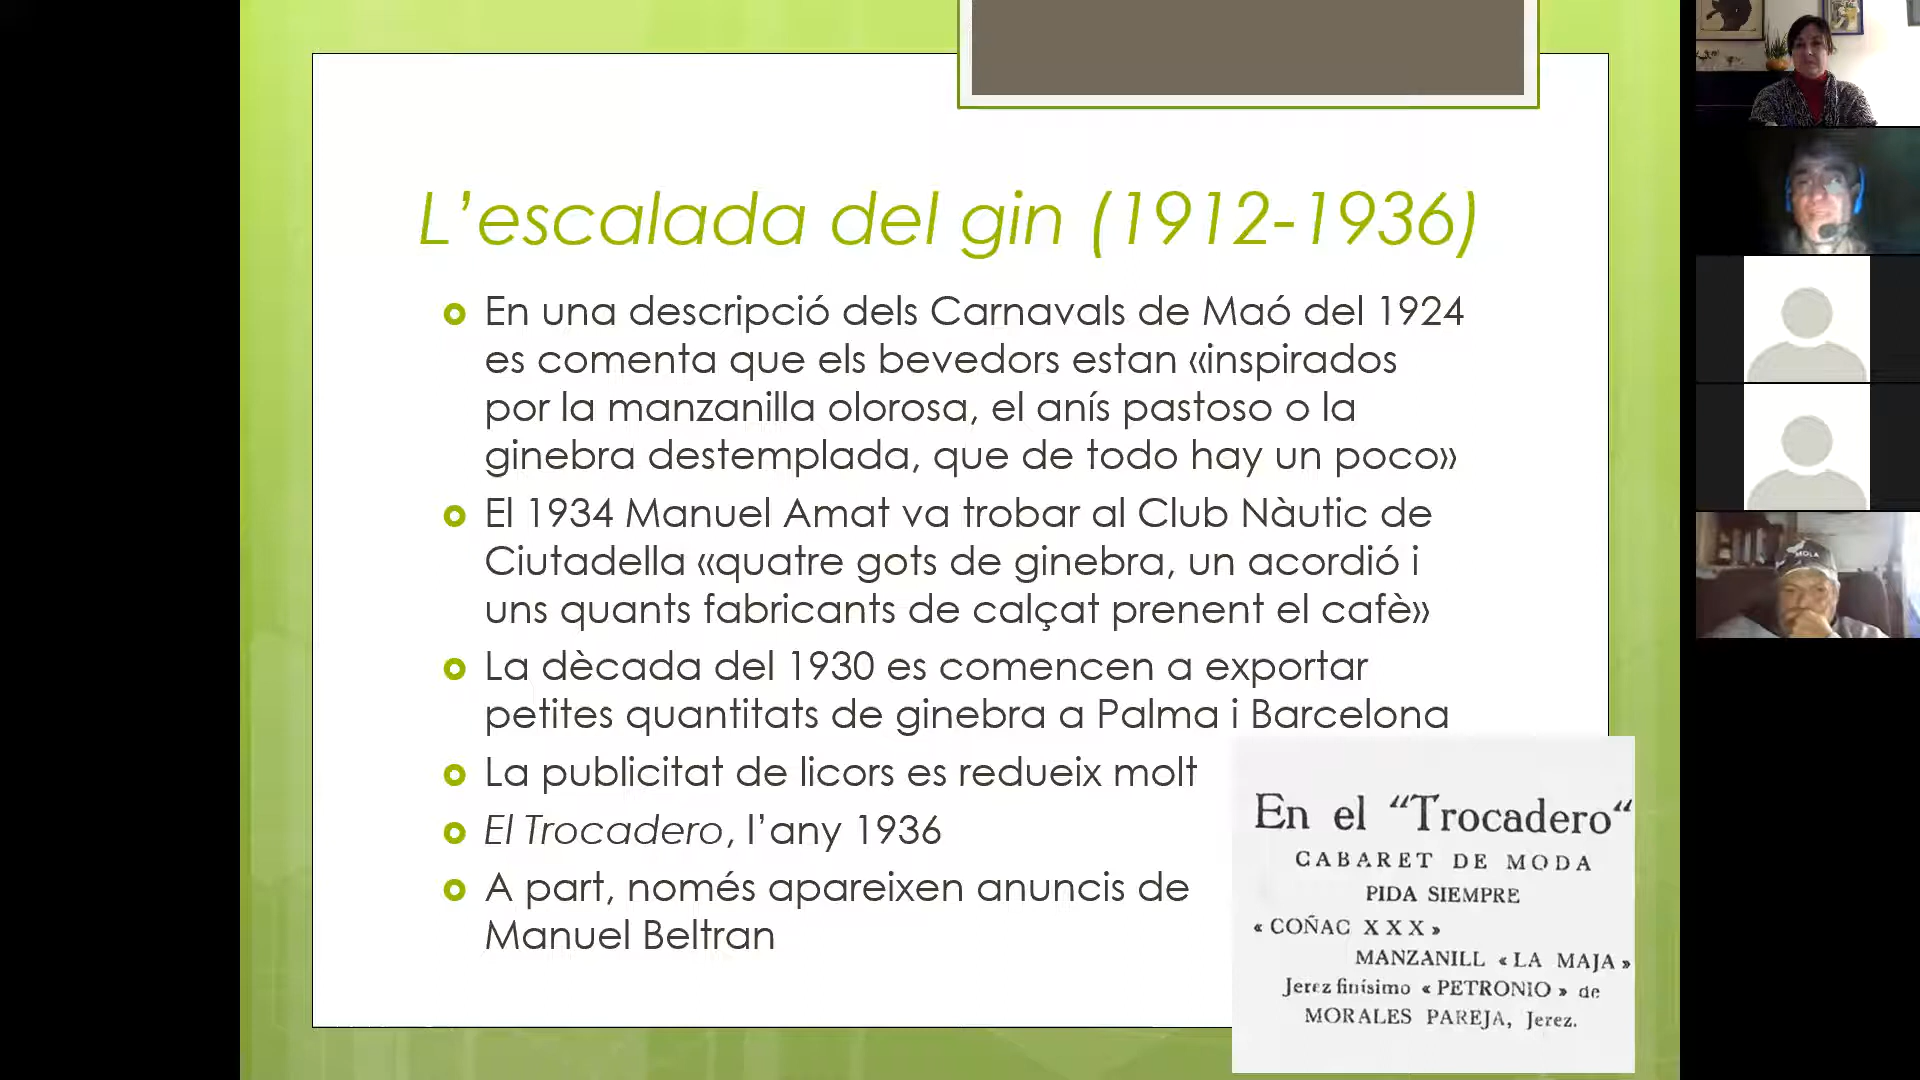 L’escalada del gin (1912-1936)
En una descripció dels Carnavals de Maó del 1924
es comenta que els bevedors estan «inspirados
por la manzanilla olorosa, el anís pastoso o la
ginebra destemplada, que de todo hay un poco»
El 1934 Manuel Amat va trobar al Club Nàutic de
Ciutadella «quatre gots de ginebra, un acordió i
uns quants fabricants de calçat prenent el cafè»
La dècada del 1930 es comencen a exportar
petites quantitats de ginebra a Palma i Barcelona
La publicitat de licors es redueix molt
El Trocadero, l’any 1936
A part, només apareixen anuncis de
Manuel Beltran
En el “Trocadero“
CABARET DE MODA
PIDA SIEMPRE
« COÑAC XXX »
MANZANILL « LA MAJA »
Jerez finísimo « PETRONIO » de
MORALES PAREJA, Jerez.
MOLA